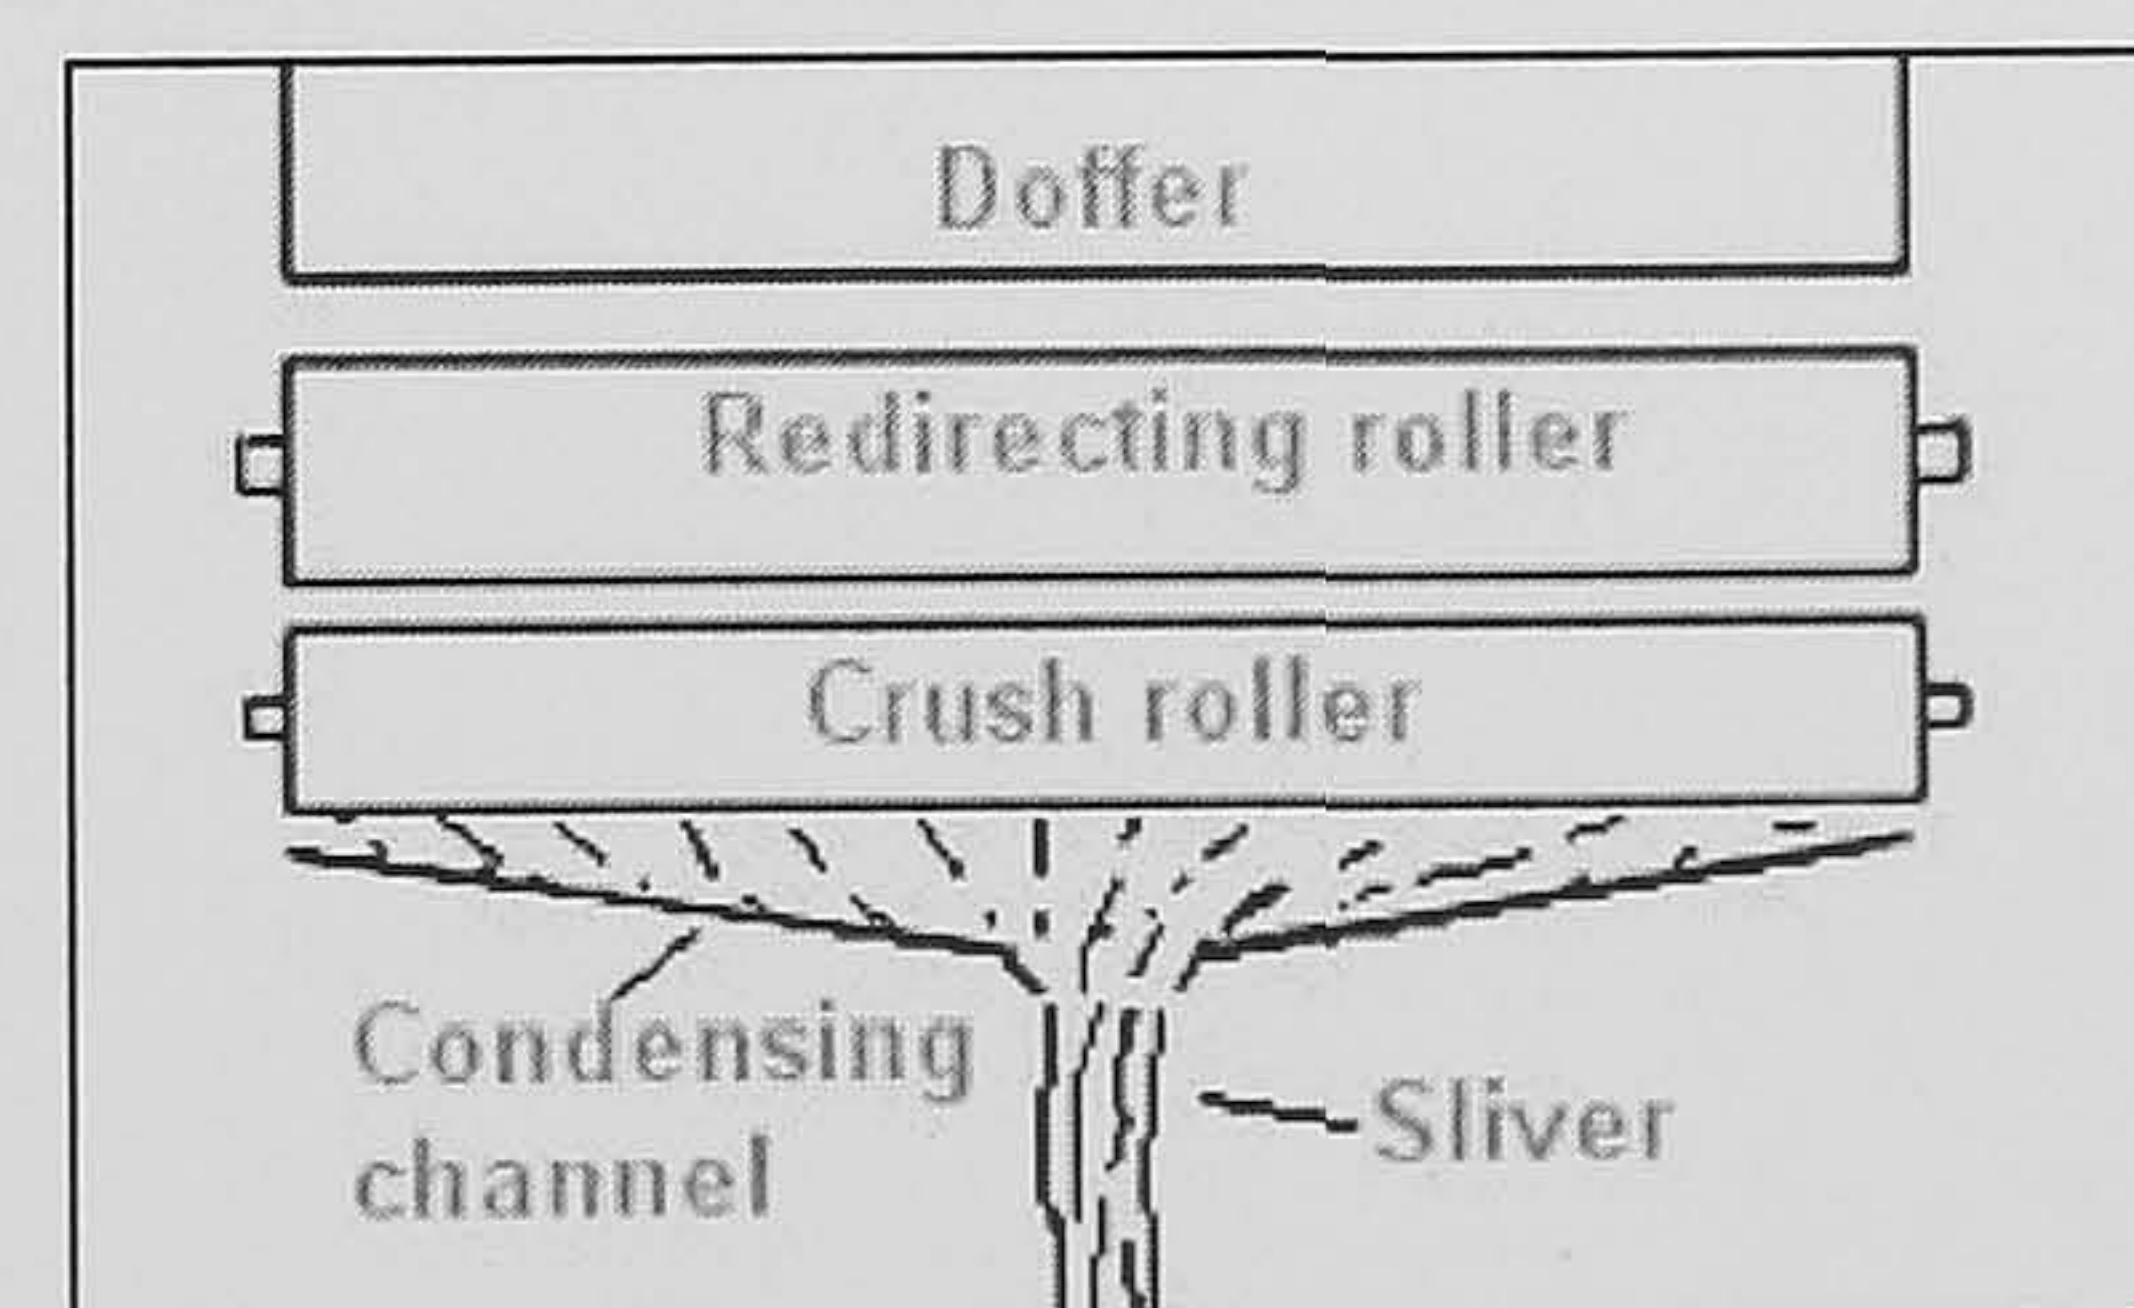 Doffer
Redirecting roller
Crush roller
Condensing
channel
Sliver